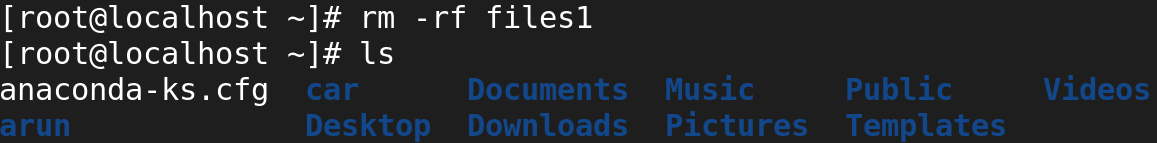 [root@localhost ~]# rm -rf files1
[root@localhost ~]# ls
anaconda-ks.cfg  car      Documents  Music     Public     Videos
arun             Desktop  Downloads  Pictures  Templates